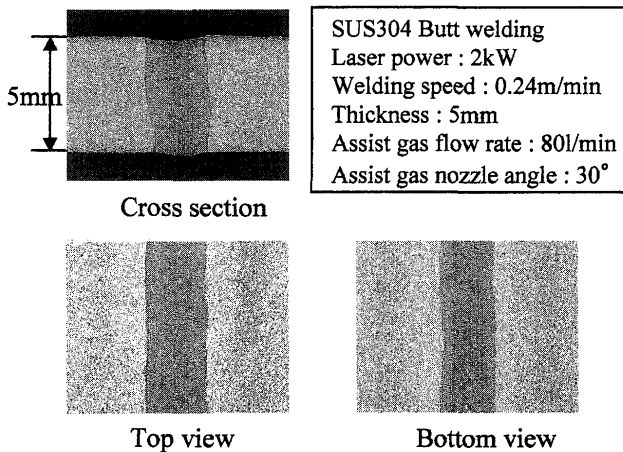 SUS304 Butt welding
Laser power : 2kW
Welding speed : 0.24m/min
Thickness : 5mm
Assist gas flow rate : 80l/min
Assist gas nozzle angle : 30°
5mm
Cross section
Top view
Bottom view